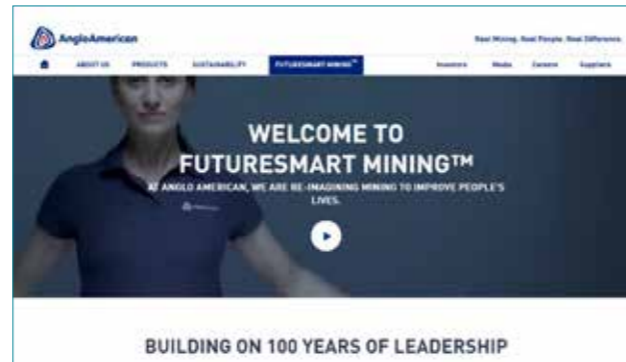 AngloAmerican
Real Mining. Real People. Real Difference.
ABOUT US PRODUCTS SUSTAINABILITY FUTURESMART MINING™ Investors Media Careers Suppliers
WELCOME TO
FUTURESMART MINING™
AT ANGLO AMERICAN, WE ARE RE-IMAGINING MINING TO IMPROVE PEOPLE'S
LIVES.
AngloAmerican
BUILDING ON 100 YEARS OF LEADERSHIP